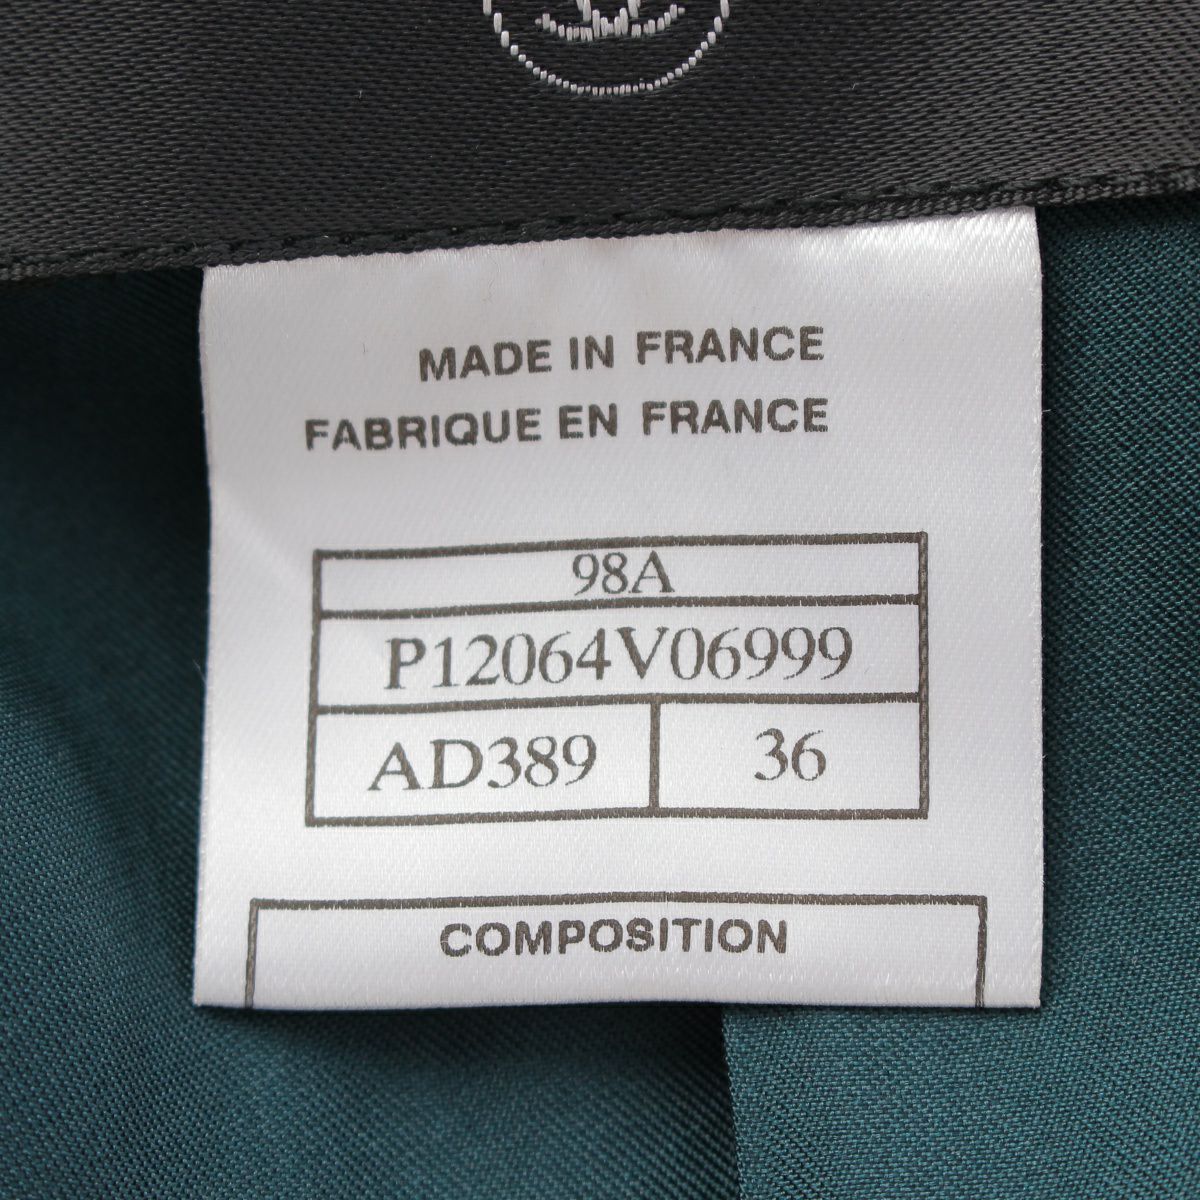 MADE IN FRANCE
FABRIQUE EN FRANCE
98A
P12064V06999
AD389 36
COMPOSITION